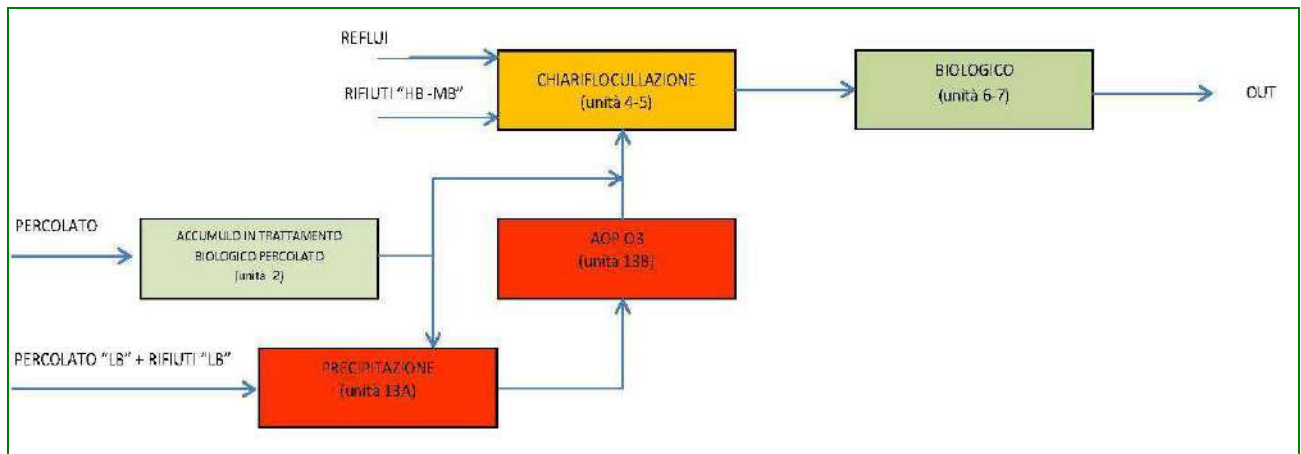 REFLUI
RIFIUTI "HB -MB"
CHIARIFLOCULLAZIONE
(unità 4-5)
BIOLOGICO
(unità 6-7)
OUT
PERCOLATO
ACCUMULO IN TRATTAMENTO
BIOLOGICO PERCOLATO
(unità 2)
AOP O3
(unità 13B)
PERCOLATO "LB" + RIFIUTI "LB"
PRECIPITAZIONE
(unità 13A)